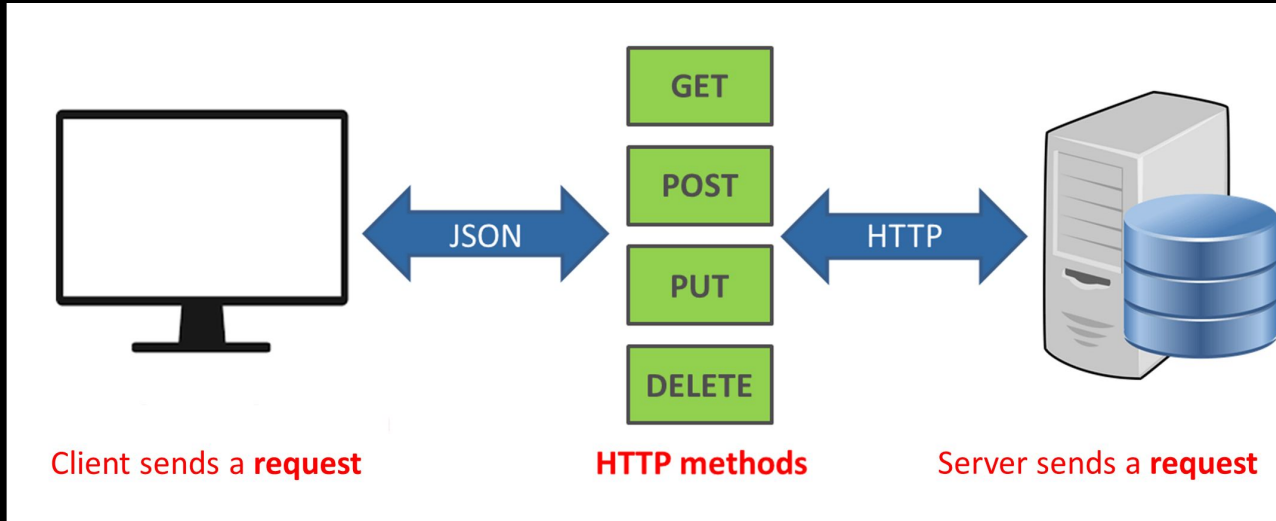 GET
POST
JSON
HTTP
PUT
DELETE
Client sends a request
HTTP methods
Server sends a request